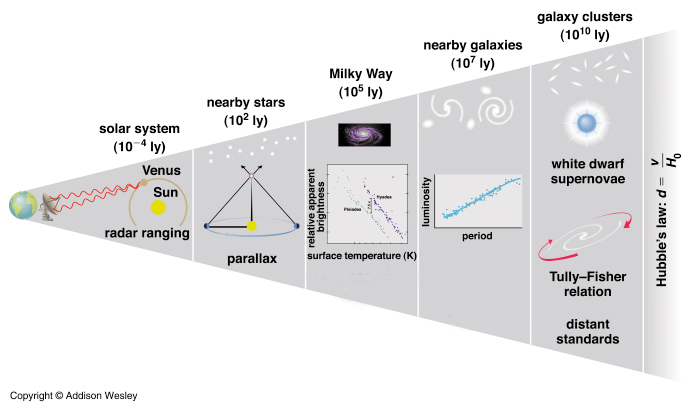 galaxy clusters
(10¹⁰ ly)
nearby galaxies
(10⁷ ly)
Milky Way
(10⁵ ly)
nearby stars
(10² ly)
solar system
(10⁻⁴ ly)
Venus
Sun
radar ranging
parallax
relative apparent
brightness
Pleiades
Hyades
surface temperature (K)
luminosity
period
white dwarf
supernovae
Tully–Fisher
relation
distant
standards
Hubble's law: d = v/H₀
Copyright © Addison Wesley